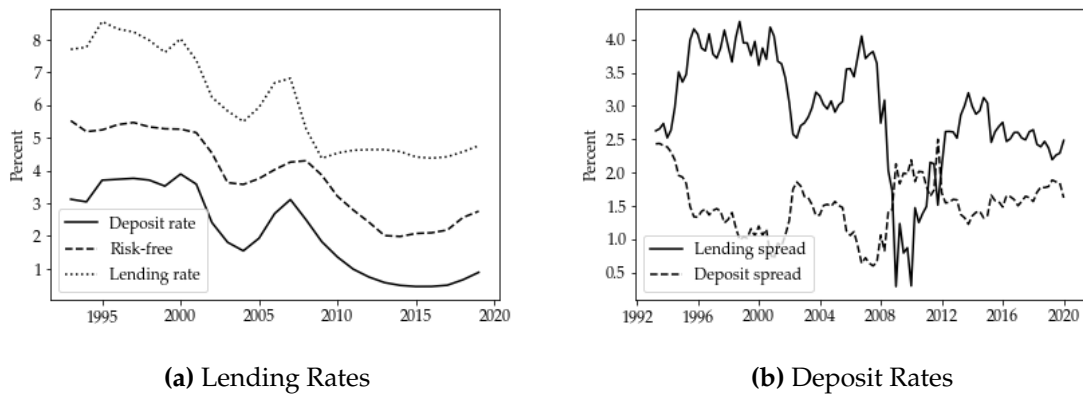 8
7
6
5
4
3
2
1
Percent
Deposit rate
Risk-free
Lending rate
1995 2000 2005 2010 2015 2020
(a) Lending Rates
4.0
3.5
3.0
2.5
2.0
1.5
1.0
0.5
Percent
Lending spread
Deposit spread
1992 1996 2000 2004 2008 2012 2016 2020
(b) Deposit Rates